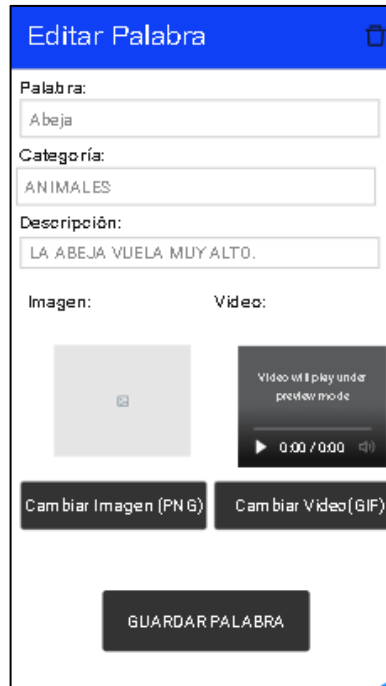 Editar Palabra
Palabra:
Abeja
Categoría:
ANIMALES
Descripción:
LA ABEJA VUELA MUY ALTO.
Imagen: Video:
Video will play under
preview mode
0:00 / 0:00
Cambiar Imagen (PNG) Cambiar Video(GIF)
GUARDAR PALABRA